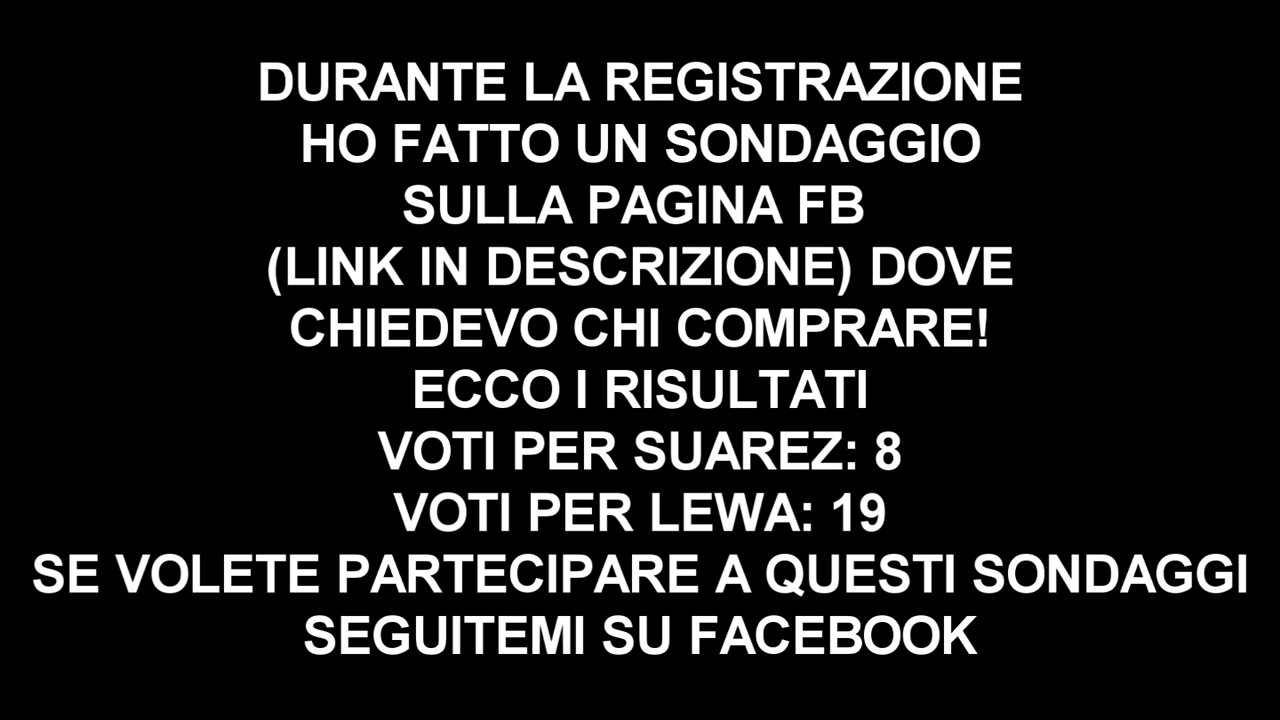 DURANTE LA REGISTRAZIONE
HO FATTO UN SONDAGGIO
SULLA PAGINA FB
(LINK IN DESCRIZIONE) DOVE
CHIEDEVO CHI COMPRARE!
ECCO I RISULTATI
VOTI PER SUAREZ: 8
VOTI PER LEWA: 19
SE VOLETE PARTECIPARE A QUESTI SONDAGGI
SEGUITEMI SU FACEBOOK